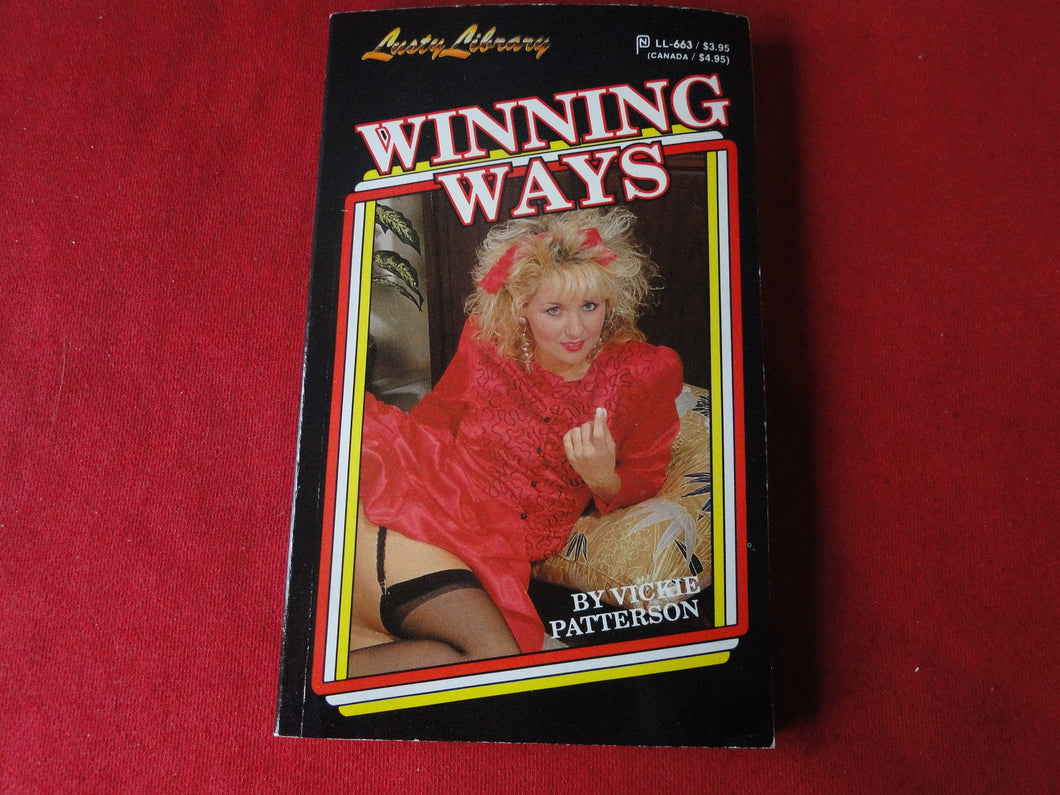 Lusty Library
LL-663 / $3.95
(CANADA / $4.95)
WINNING
WAYS
BY VICKIE
PATTERSON